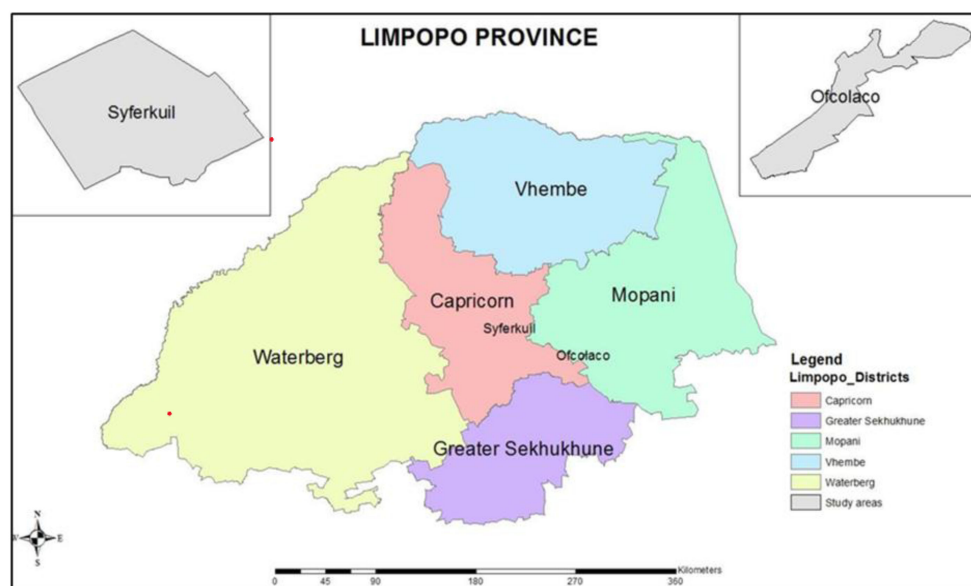 LIMPOPO PROVINCE
Syferkuil
Ofcolaco
Vhembe
Capricorn
Mopani
Syferkuil
Waterberg
Ofcolaco
Greater Sekhukhune
Legend
Limpopo_Districts
Capricorn
Greater Sekhukhune
Mopani
Vhembe
Waterberg
Study areas
N
W E
S
Kilometers
0 45 90 180 270 360